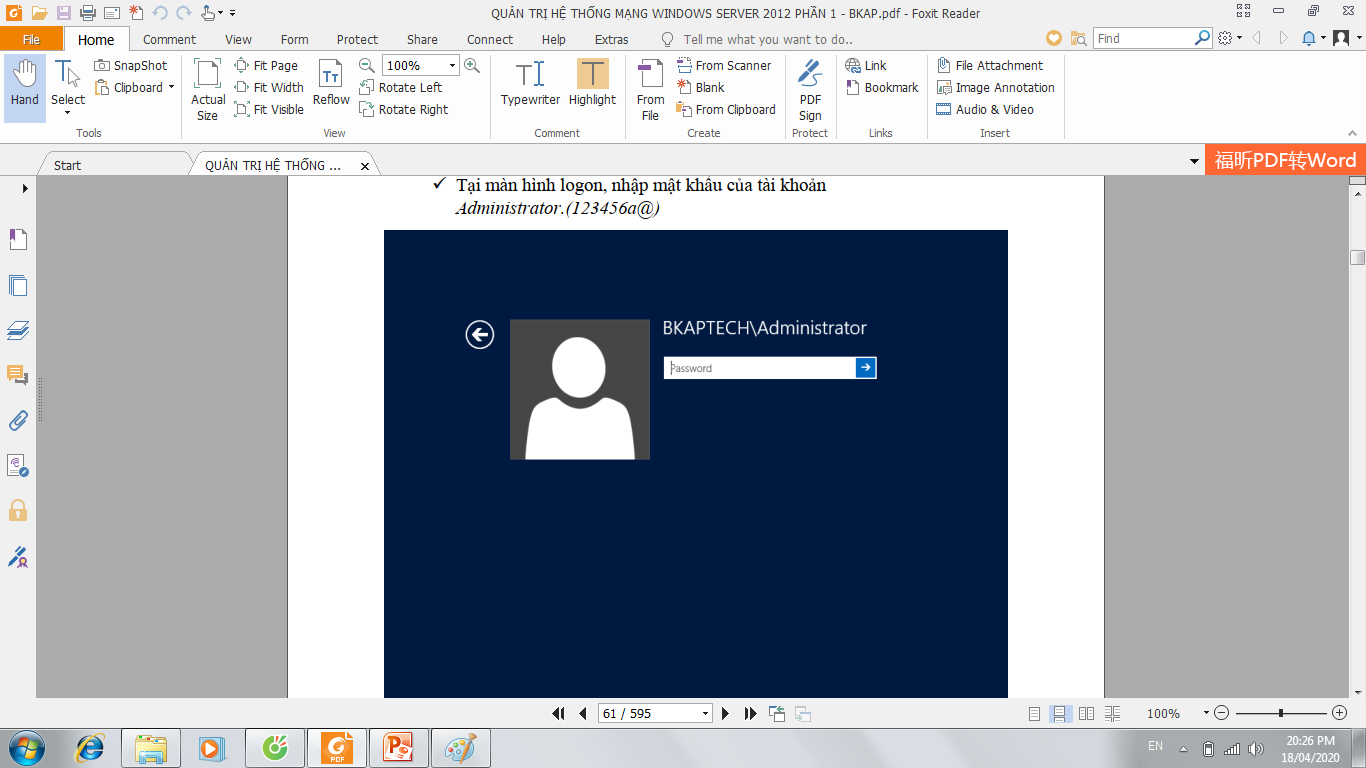 QUẢN TRỊ HỆ THỐNG MẠNG WINDOWS SERVER 2012 PHẦN 1 - BKAP.pdf - Foxit Reader
File Home Comment View Form Protect Share Connect Help Extras Tell me what you want to do.. Find
Hand
Select
SnapShot
Clipboard
Tools
Actual Size
Fit Page
Fit Width
Fit Visible
Reflow
100%
Rotate Left
Rotate Right
View
Typewriter
Highlight
Comment
From File
From Scanner
Blank
From Clipboard
Create
PDF Sign
Protect
Link
Bookmark
Links
File Attachment
Image Annotation
Audio & Video
Insert
Start
QUẢN TRỊ HỆ THỐNG ...
福昕PDF转Word
Tại màn hình logon, nhập mật khẩu của tài khoản
Administrator.(123456a@)
BKAPTECH\Administrator
Password
61 / 595
100%
PDF
EN
20:26 PM
18/04/2020